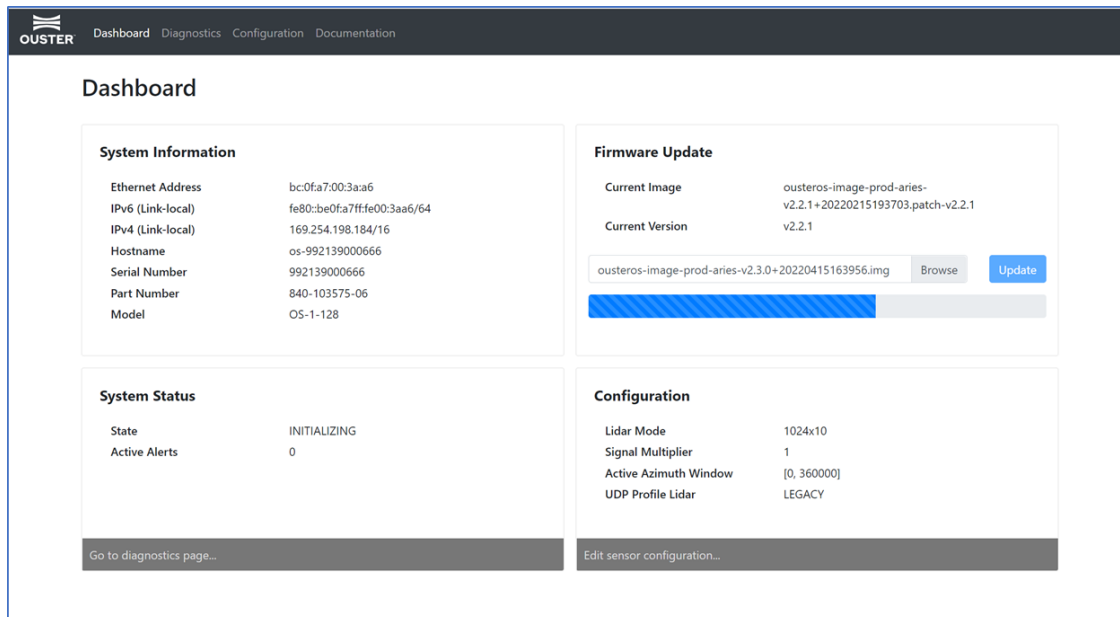 OUSTER Dashboard Diagnostics Configuration Documentation
Dashboard
System Information
Ethernet Address bc:0f:a7:00:3a:a6
IPv6 (Link-local) fe80::be0f:a7ff:fe00:3aa6/64
IPv4 (Link-local) 169.254.198.184/16
Hostname os-992139000666
Serial Number 992139000666
Part Number 840-103575-06
Model OS-1-128
Firmware Update
Current Image ousteros-image-prod-aries-
v2.2.1+20220215193703.patch-v2.2.1
Current Version v2.2.1
ousteros-image-prod-aries-v2.3.0+20220415163956.img Browse Update
System Status
State INITIALIZING
Active Alerts 0
Go to diagnostics page...
Configuration
Lidar Mode 1024x10
Signal Multiplier 1
Active Azimuth Window [0, 360000]
UDP Profile Lidar LEGACY
Edit sensor configuration...